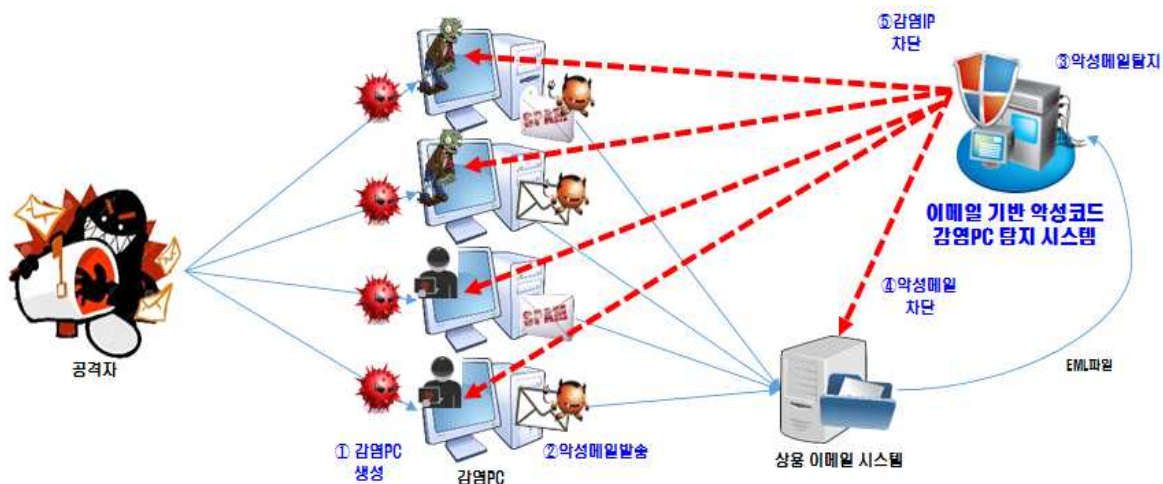 ⑤감염IP
차단
③악성메일탈지
SPAM
이메일 기반 악성코드
감염PC 탐지 시스템
SPAM
④악성메일
차단
공격자
EML파일
① 감염PC
생성
감염PC
②악성메일발송
상용 이메일 시스템